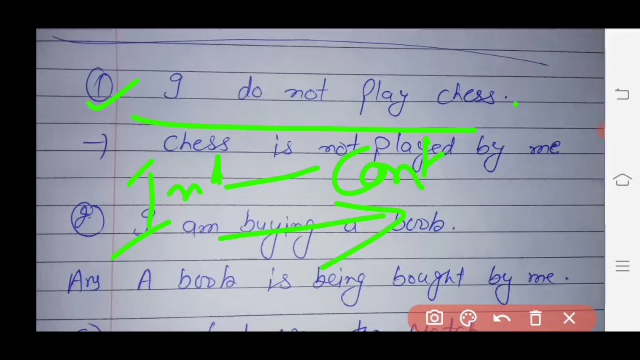 ① I do not play chess.
→ Chess is not played by me
Ind Cont
② I am buying a book.
Ans A book is being bought by me.